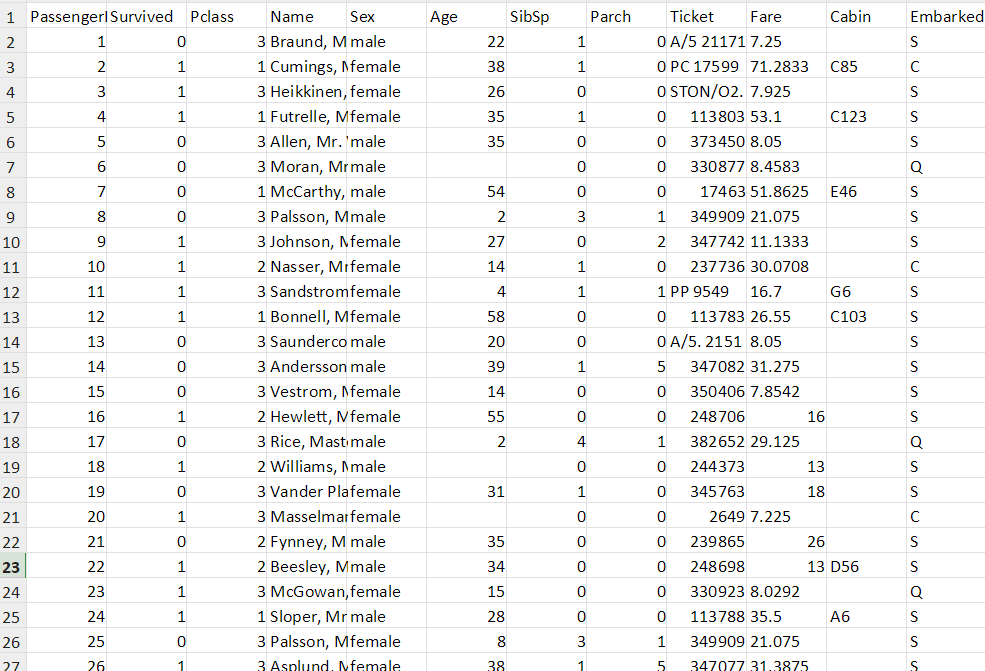 1 PassengerI Survived Pclass Name Sex Age SibSp Parch Ticket Fare Cabin Embarked
2 1 0 3 Braund, M male 22 1 0 A/5 21171 7.25 S
3 2 1 1 Cumings, M female 38 1 0 PC 17599 71.2833 C85 C
4 3 1 3 Heikkinen, female 26 0 0 STON/O2. 7.925 S
5 4 1 1 Futrelle, M female 35 1 0 113803 53.1 C123 S
6 5 0 3 Allen, Mr. male 35 0 0 373450 8.05 S
7 6 0 3 Moran, Mr male 0 0 330877 8.4583 Q
8 7 0 1 McCarthy, male 54 0 0 17463 51.8625 E46 S
9 8 0 3 Palsson, M male 2 3 1 349909 21.075 S
10 9 1 3 Johnson, M female 27 0 2 347742 11.1333 S
11 10 1 2 Nasser, Mr female 14 1 0 237736 30.0708 C
12 11 1 3 Sandstrom female 4 1 1 PP 9549 16.7 G6 S
13 12 1 1 Bonnell, M female 58 0 0 113783 26.55 C103 S
14 13 0 3 Saunderco male 20 0 0 A/5. 2151 8.05 S
15 14 0 3 Andersson male 39 1 5 347082 31.275 S
16 15 0 3 Vestrom, M female 14 0 0 350406 7.8542 S
17 16 1 2 Hewlett, M female 55 0 0 248706 16 S
18 17 0 3 Rice, Mast male 2 4 1 382652 29.125 Q
19 18 1 2 Williams, M male 0 0 244373 13 S
20 19 0 3 Vander Pla female 31 1 0 345763 18 S
21 20 1 3 Masselmar female 0 0 2649 7.225 C
22 21 0 2 Fynney, M male 35 0 0 239865 26 S
23 22 1 2 Beesley, M male 34 0 0 248698 13 D56 S
24 23 1 3 McGowan, female 15 0 0 330923 8.0292 Q
25 24 1 1 Sloper, Mr male 28 0 0 113788 35.5 A6 S
26 25 0 3 Palsson, M female 8 3 1 349909 21.075 S
27 26 1 3 Asplund, M female 38 1 5 347077 31.3875 S